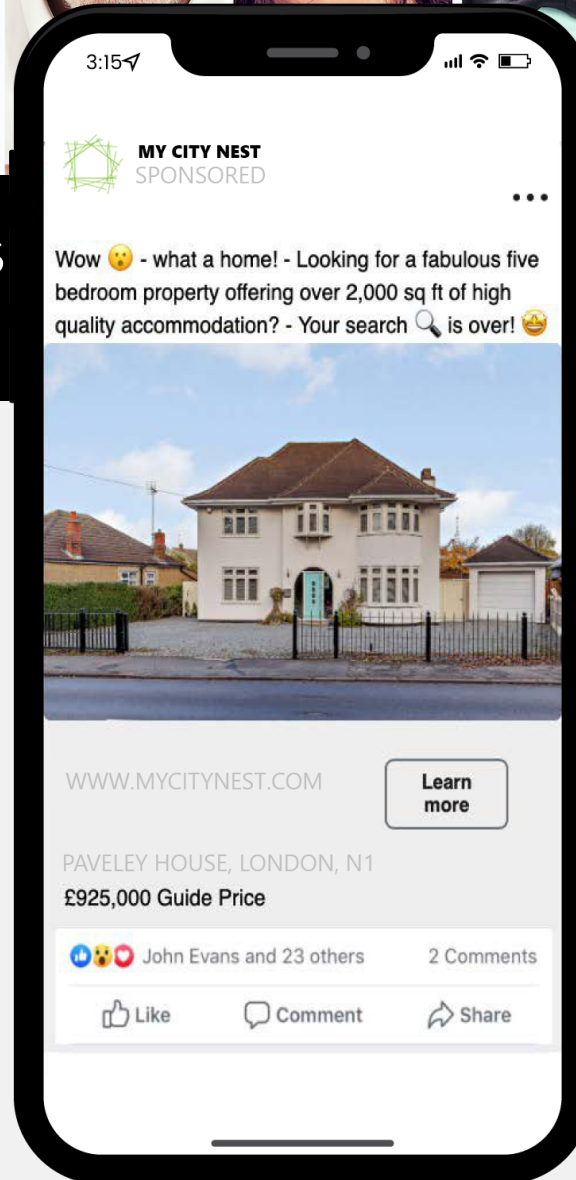 3:15
MY CITY NEST
SPONSORED
S
Wow 😮 - what a home! - Looking for a fabulous five
bedroom property offering over 2,000 sq ft of high
quality accommodation? - Your search 🔍 is over! 🤩
WWW.MYCITYNEST.COM
Learn
more
PAVELEY HOUSE, LONDON, N1
£925,000 Guide Price
John Evans and 23 others 2 Comments
Like Comment Share